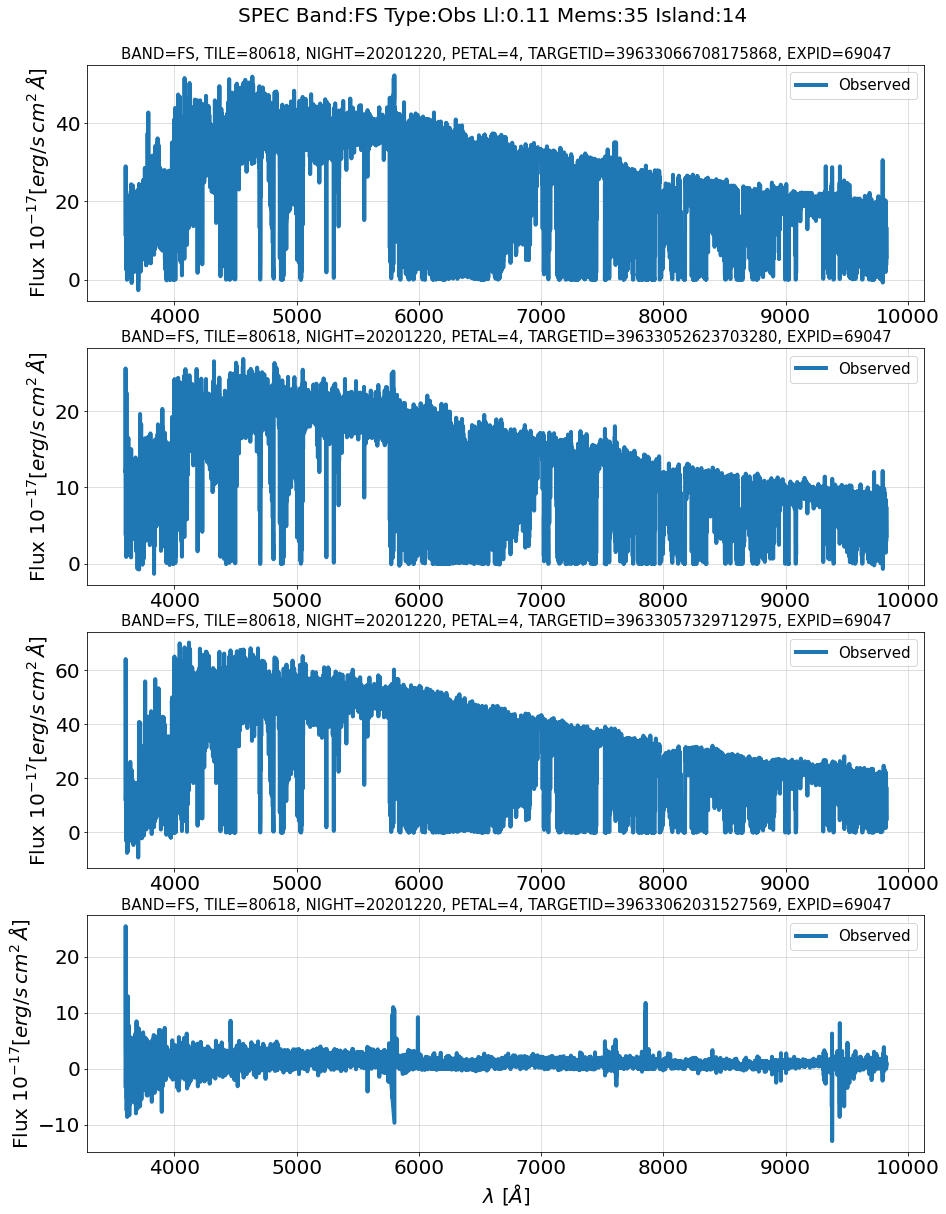 SPEC Band:FS Type:Obs Ll:0.11 Mems:35 Island:14
BAND=FS, TILE=80618, NIGHT=20201220, PETAL=4, TARGETID=39633066708175868, EXPID=69047
Observed
Flux 10^{-17}[erg/s cm^2 Å]
40
20
0
4000 5000 6000 7000 8000 9000 10000
BAND=FS, TILE=80618, NIGHT=20201220, PETAL=4, TARGETID=39633052623703280, EXPID=69047
Observed
Flux 10^{-17}[erg/s cm^2 Å]
20
10
0
4000 5000 6000 7000 8000 9000 10000
BAND=FS, TILE=80618, NIGHT=20201220, PETAL=4, TARGETID=39633057329712975, EXPID=69047
Observed
Flux 10^{-17}[erg/s cm^2 Å]
60
40
20
0
4000 5000 6000 7000 8000 9000 10000
BAND=FS, TILE=80618, NIGHT=20201220, PETAL=4, TARGETID=39633062031527569, EXPID=69047
Observed
Flux 10^{-17}[erg/s cm^2 Å]
20
10
0
−10
4000 5000 6000 7000 8000 9000 10000
λ [Å]